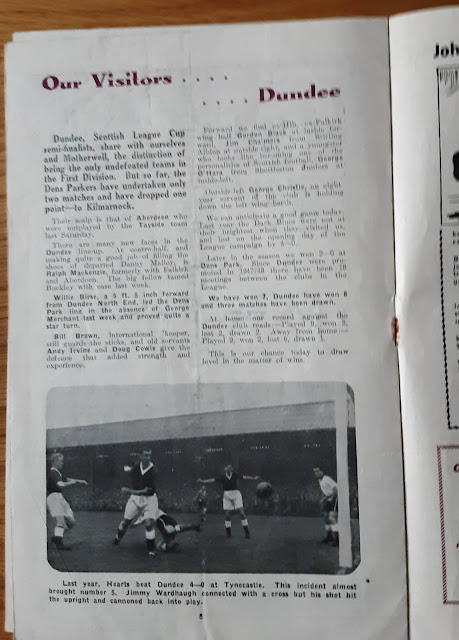 Our Visitors . . . .
. . . . Dundee
Dundee, Scottish League Cup
semi-finalists, share with ourselves
and Motherwell, the distinction of
being the only undefeated teams in
the First Division. But so far, the
Dens Parkers have undertaken only
two matches and have dropped one
point—to Kilmarnock.
Their scalp is that of Aberdeen who
were outplayed by the Tayside team
last Saturday.
There are many new faces in the
Dundee line-up. At centre-half, and
making quite a good job of filling the
shoes of departed Danny Malloy, is
Ralph Mackenzie, formerly with Falkirk
and Aberdeen. The big fellow tamed
Buckley with ease last week.
Willie Birse, a 5 ft. 5 inch forward
from Dundee North End, led the Dens
Park line in the absence of George
Merchant last week and proved quite a
star turn.
Bill Brown, international 'keeper,
still guards the sticks, and old servants
Andy Irvine and Doug Cowie give the
defence that added strength and
experience.
Forward we find ex-Hib, ex-Falkirk
wing half Gordon Black at inside for-
ward, Jim Chalmers from Stirling
Albion at outside right, and a youngster
who looks like becoming one of the
personalities of Scottish football, George
O'Hara from Shettleston Juniors at
inside-left.
Outside left George Christie, an eight
year servant of the club is holding
down the left wing berth.
We can anticipate a good game today.
Last year the Dark Blues were not at
their brightest when they visited us,
and lost on the opening day of the
League campaign by 4—0.
Later in the season we won 3—0 at
Dens Park. Since Dundee were pro-
moted in 1947/48 there have been 18
meetings between the clubs in the
League.
We have won 7, Dundee have won 8
and three matches have been drawn.
At home our record against the
Dundee club reads—Played 9, won 5,
lost 2, drawn 2. Away from home—
Played 9, won 2, lost 6, drawn 1.
This is our chance today to draw
level in the matter of wins.
Last year, Hearts beat Dundee 4—0 at Tynecastle. This incident almost
brought number 5. Jimmy Wardhaugh connected with a cross but his shot hit
the upright and cannoned back into play.
Joh